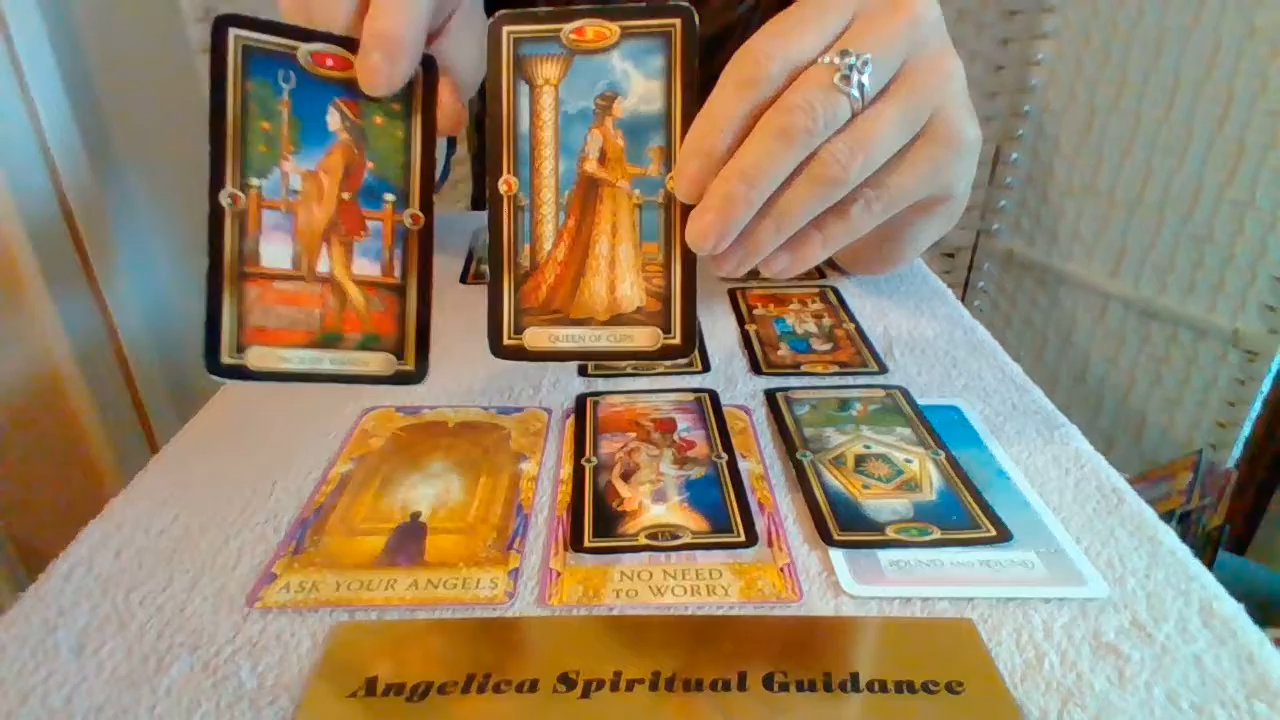 QUEEN OF CUPS
ASK YOUR ANGELS
NO NEED
TO WORRY
ROUND AND ROUND
Angelica Spiritual Guidance